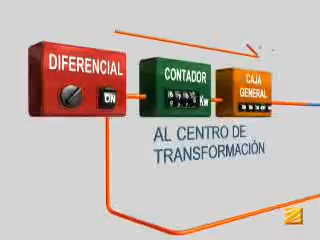 DIFERENCIAL
ON
CONTADOR
Kw
CAJA
GENERAL
AL CENTRO DE
TRANSFORMACIÓN